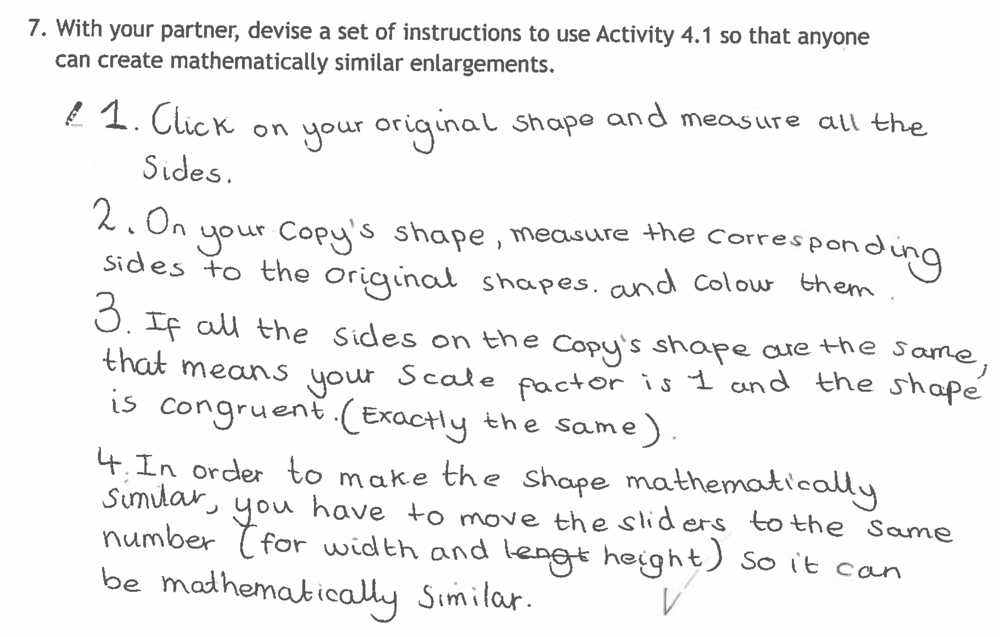 7. With your partner, devise a set of instructions to use Activity 4.1 so that anyone
can create mathematically similar enlargements.
1. Click on your original shape and measure all the
Sides.
2. On your Copy's shape, measure the corresponding
sides to the original shapes. and colour them.
3. If all the sides on the Copy's shape are the same,
that means your Scale factor is 1 and the shape
is congruent. (Exactly the same).
4. In order to make the shape mathematically
similar, you have to move the sliders to the same
number (for width and lengt height) so it can
be mathematically similar.